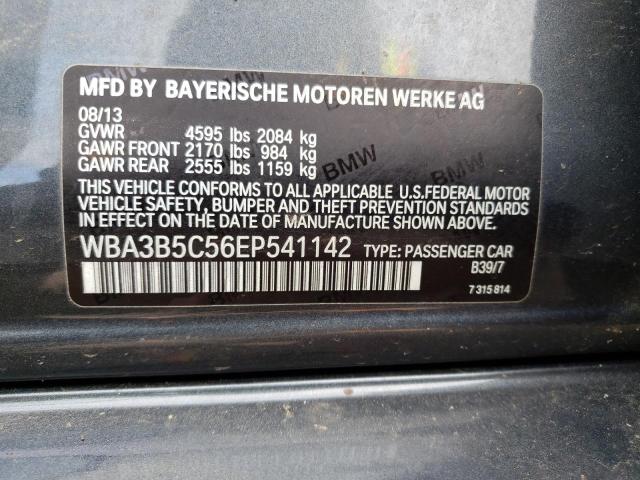 MFD BY BAYERISCHE MOTOREN WERKE AG
08/13
GVWR 4595 lbs 2084 kg
GAWR FRONT 2170 lbs 984 kg
GAWR REAR 2555 lbs 1159 kg
BMW
THIS VEHICLE CONFORMS TO ALL APPLICABLE U.S.FEDERAL MOTOR
VEHICLE SAFETY, BUMPER AND THEFT PREVENTION STANDARDS
IN EFFECT ON THE DATE OF MANUFACTURE SHOWN ABOVE.
WBA3B5C56EP541142 TYPE: PASSENGER CAR
B39/7
7 315 814